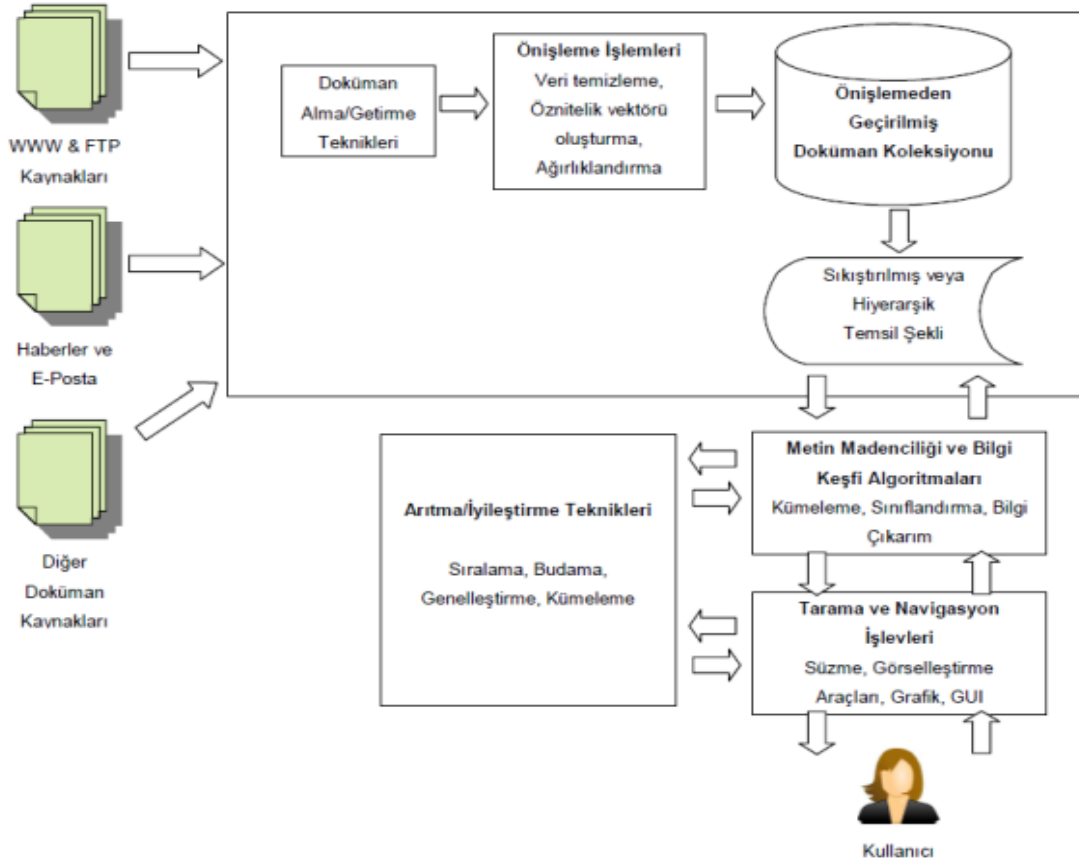 WWW & FTP
Kaynakları
Haberler ve
E-Posta
Diğer
Doküman
Kaynakları
Doküman
Alma/Getirme
Teknikleri
Önişleme İşlemleri
Veri temizleme,
Öznitelik vektörü
oluşturma,
Ağırlıklandırma
Önişlemeden
Geçirilmiş
Doküman Koleksiyonu
Sıkıştırılmış veya
Hiyerarşik
Temsil Şekli
Arıtma/İyileştirme Teknikleri
Sıralama, Budama,
Genelleştirme, Kümeleme
Metin Madenciliği ve Bilgi
Keşfi Algoritmaları
Kümeleme, Sınıflandırma, Bilgi
Çıkarım
Tarama ve Navigasyon
İşlevleri
Süzme, Görselleştirme
Araçları, Grafik, GUI
Kullanıcı